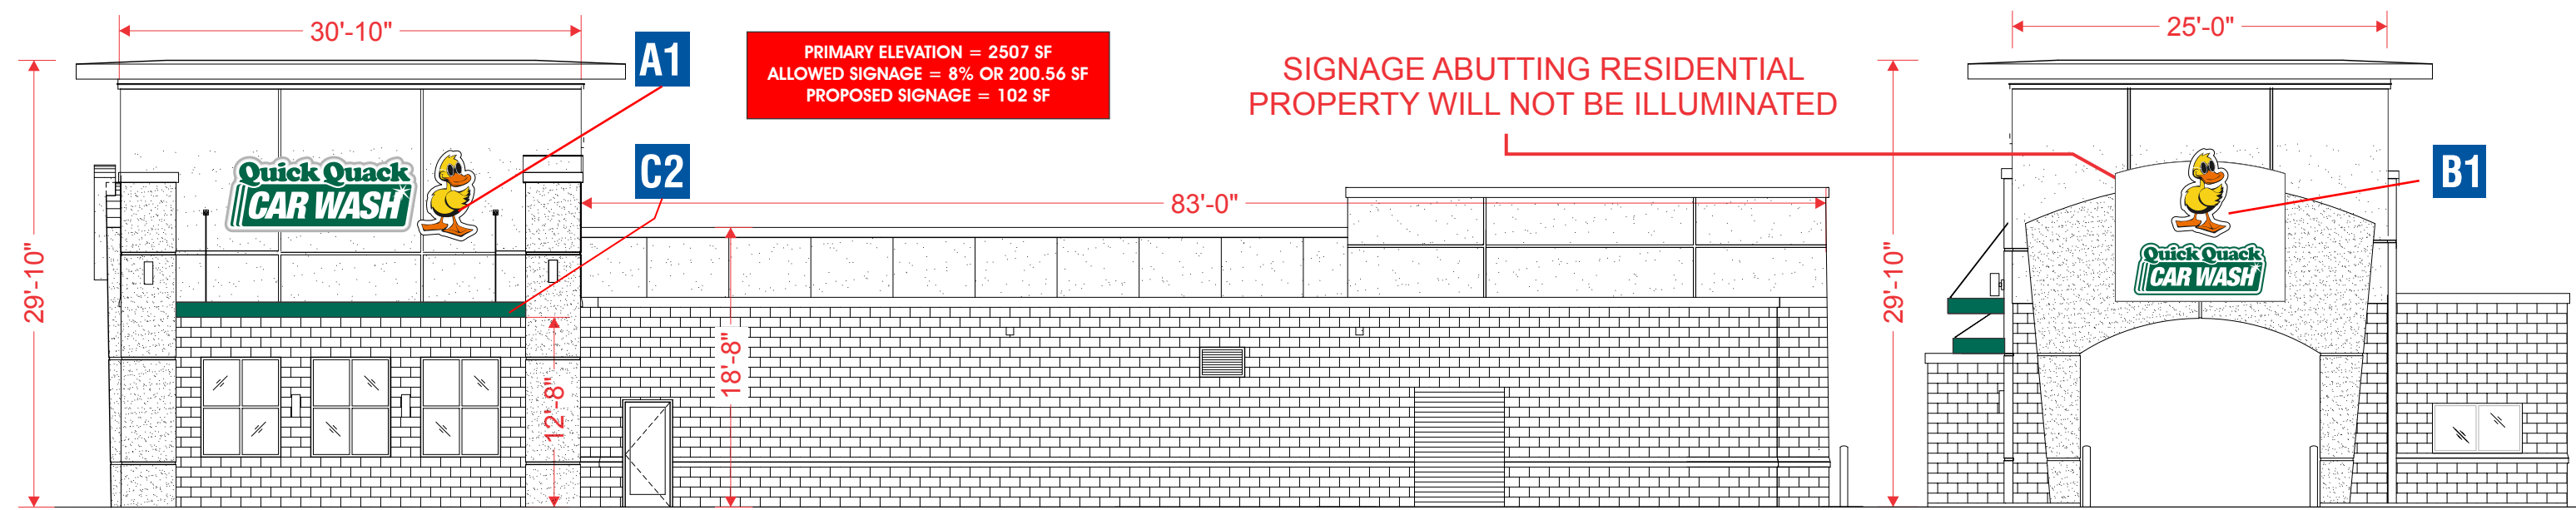 30'-10"
A1
PRIMARY ELEVATION = 2507 SF
ALLOWED SIGNAGE = 8% OR 200.56 SF
PROPOSED SIGNAGE = 102 SF
SIGNAGE ABUTTING RESIDENTIAL
PROPERTY WILL NOT BE ILLUMINATED
25'-0"
C2
B1
Quick Quack
CAR WASH
83'-0"
29'-10"
18'-8"
12'-8"
29'-10"
Quick Quack
CAR WASH